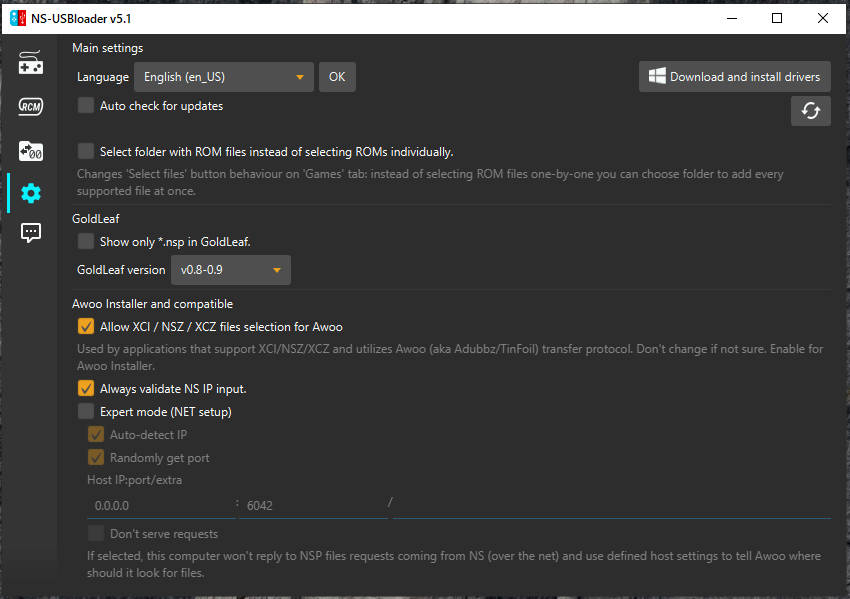 NS-USBloader v5.1
Main settings
Language English (en_US) OK Download and install drivers
Auto check for updates
RCM
Select folder with ROM files instead of selecting ROMs individually.
00
Changes 'Select files' button behaviour on 'Games' tab: instead of selecting ROM files one-by-one you can choose folder to add every
supported file at once.
GoldLeaf
Show only *.nsp in GoldLeaf.
GoldLeaf version v0.8-0.9
Awoo Installer and compatible
Allow XCI / NSZ / XCZ files selection for Awoo
Used by applications that support XCI/NSZ/XCZ and utilizes Awoo (aka Adubbz/TinFoil) transfer protocol. Don't change if not sure. Enable for
Awoo Installer.
Always validate NS IP input.
Expert mode (NET setup)
Auto-detect IP
Randomly get port
Host IP:port/extra
0.0.0.0 : 6042 /
Don't serve requests
If selected, this computer won't reply to NSP files requests coming from NS (over the net) and use defined host settings to tell Awoo where
should it look for files.